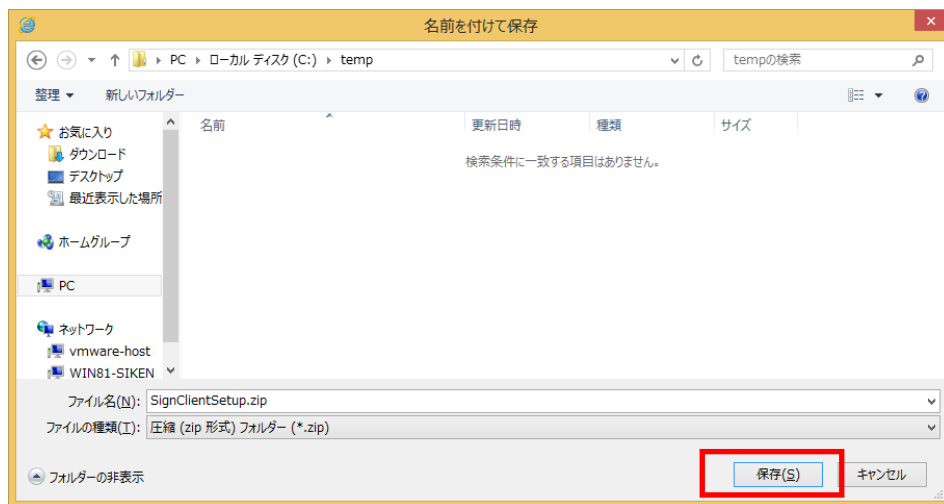 名前を付けて保存
PC ローカル ディスク (C:) temp
tempの検索
整理 新しいフォルダー
お気に入り
ダウンロード
デスクトップ
最近表示した場所
ホームグループ
PC
ネットワーク
vmware-host
WIN81-SIKEN
名前 更新日時 種類 サイズ
検索条件に一致する項目はありません。
ファイル名(N): SignClientSetup.zip
ファイルの種類(T): 圧縮 (zip 形式) フォルダー (*.zip)
フォルダーの非表示
保存(S) キャンセル